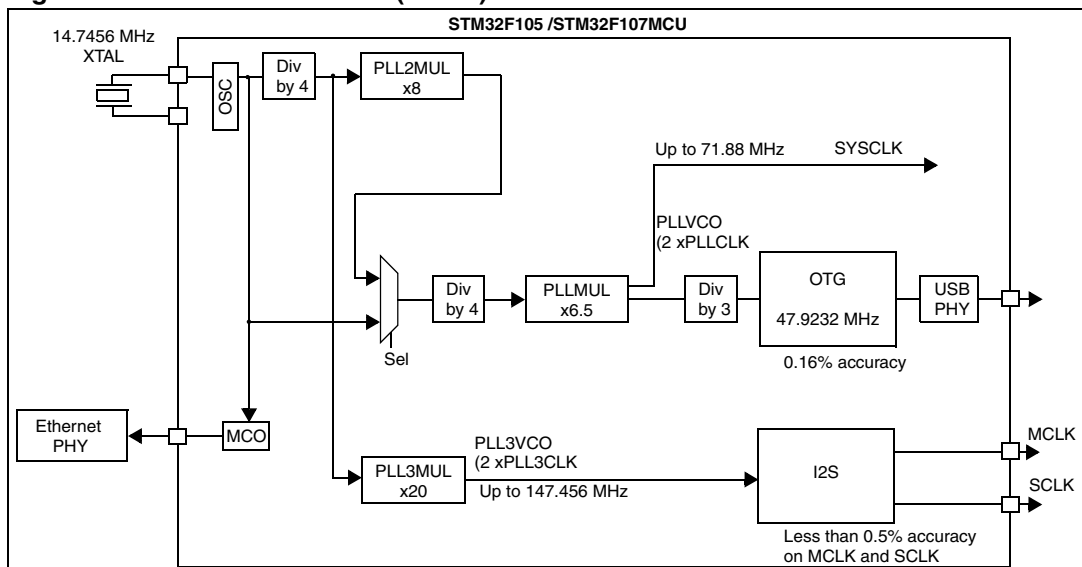 STM32F105 /STM32F107MCU
14.7456 MHz
XTAL
OSC
Div
by 4
PLL2MUL
x8
Up to 71.88 MHz
SYSCLK
PLLVCO
(2 xPLLCLK
Div
by 4
PLLMUL
x6.5
Div
by 3
OTG
47.9232 MHz
USB
PHY
Sel
0.16% accuracy
Ethernet
PHY
MCO
PLL3MUL
x20
PLL3VCO
(2 xPLL3CLK
Up to 147.456 MHz
I2S
MCLK
SCLK
Less than 0.5% accuracy
on MCLK and SCLK